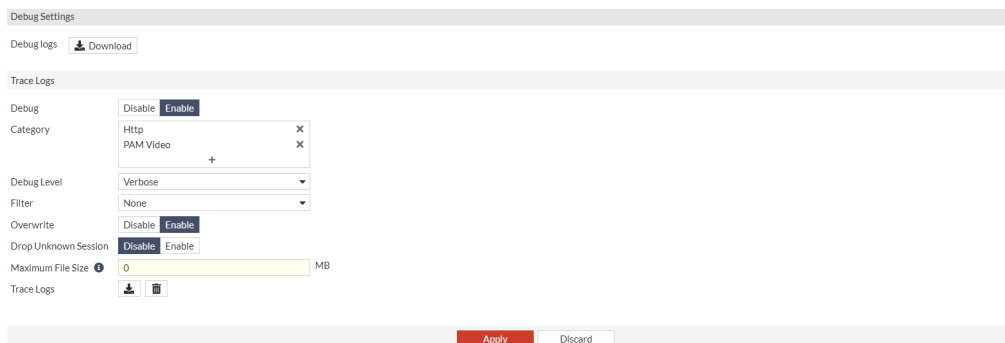 Debug Settings
Debug logs Download
Trace Logs
Debug Disable Enable
Category Http
PAM Video
+
Debug Level Verbose
Filter None
Overwrite Disable Enable
Drop Unknown Session Disable Enable
Maximum File Size 0 MB
Trace Logs
Apply Discard